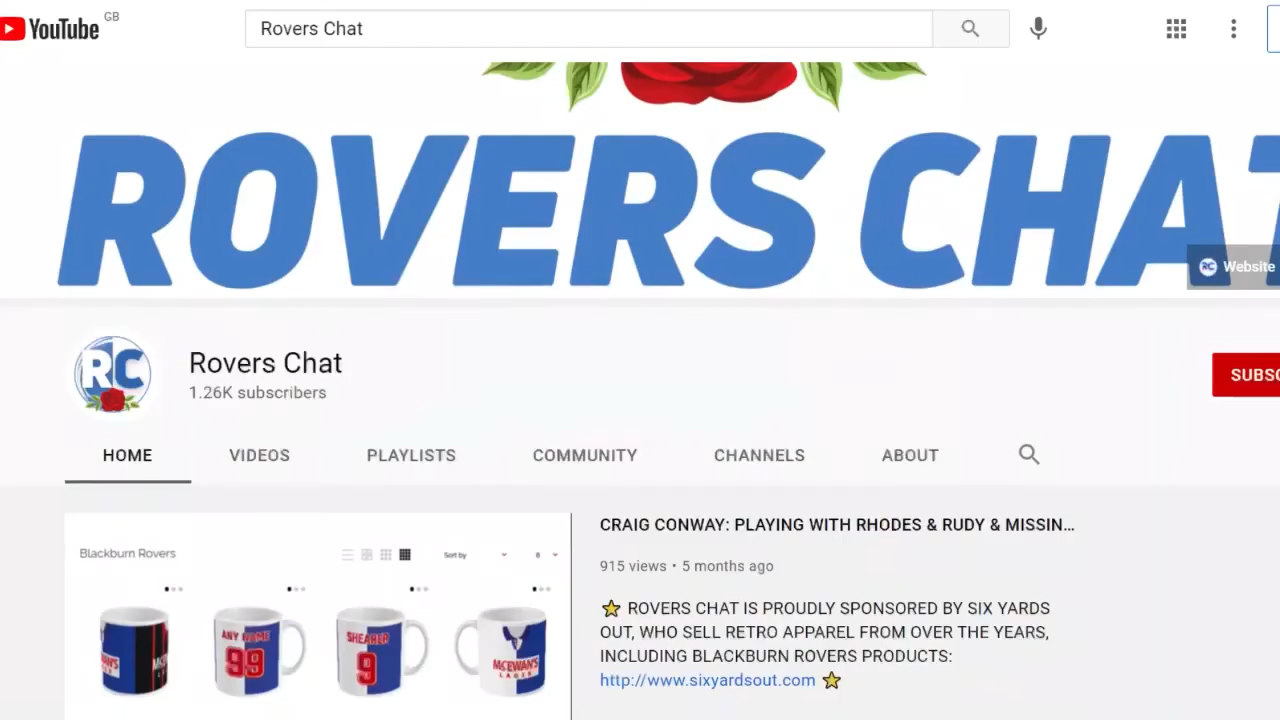 YouTube GB
Rovers Chat
ROVERS CHAT
RC Website
RC
Rovers Chat
1.26K subscribers
SUBSC
HOME VIDEOS PLAYLISTS COMMUNITY CHANNELS ABOUT
CRAIG CONWAY: PLAYING WITH RHODES & RUDY & MISSIN...
915 views • 5 months ago
Blackburn Rovers Sort by 8
ANY NAME
99
SHEARER
9
McEWAN'S
LAGER
ROVERS CHAT IS PROUDLY SPONSORED BY SIX YARDS
OUT, WHO SELL RETRO APPAREL FROM OVER THE YEARS,
INCLUDING BLACKBURN ROVERS PRODUCTS:
http://www.sixyardsout.com